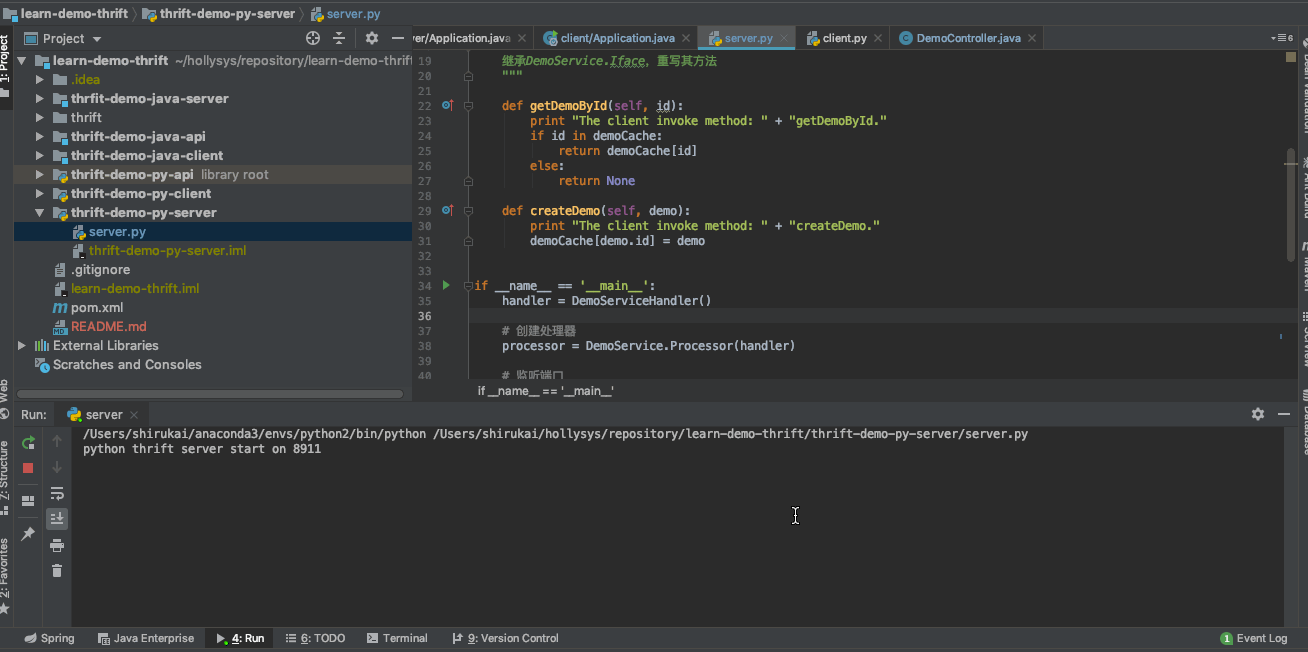 learn-demo-thrift thrift-demo-py-server server.py
Project
ver/Application.java client/Application.java server.py client.py DemoController.java 6
1: Project
learn-demo-thrift ~/hollysys/repository/learn-demo-thrift
.idea
thrfit-demo-java-server
thrift
thrift-demo-java-api
thrift-demo-java-client
thrift-demo-py-api library root
thrift-demo-py-client
thrift-demo-py-server
server.py
thrift-demo-py-server.iml
.gitignore
learn-demo-thrift.iml
pom.xml
README.md
External Libraries
Scratches and Consoles
19 继承DemoService.Iface, 重写其方法
20 """
21
22 def getDemoById(self, id):
23 print "The client invoke method: " + "getDemoById."
24 if id in demoCache:
25 return demoCache[id]
26 else:
27 return None
28
29 def createDemo(self, demo):
30 print "The client invoke method: " + "createDemo."
31 demoCache[demo.id] = demo
32
33
34 if __name__ == '__main__':
35 handler = DemoServiceHandler()
36
37 # 创建处理器
38 processor = DemoService.Processor(handler)
39
40 # 监听端口
if __name__ == '__main__'
Web
Run: server
/Users/shirukai/anaconda3/envs/python2/bin/python /Users/shirukai/hollysys/repository/learn-demo-thrift/thrift-demo-py-server/server.py
python thrift server start on 8911
7: Structure
2: Favorites
Spring Java Enterprise 4: Run 6: TODO Terminal 9: Version Control 1 Event Log